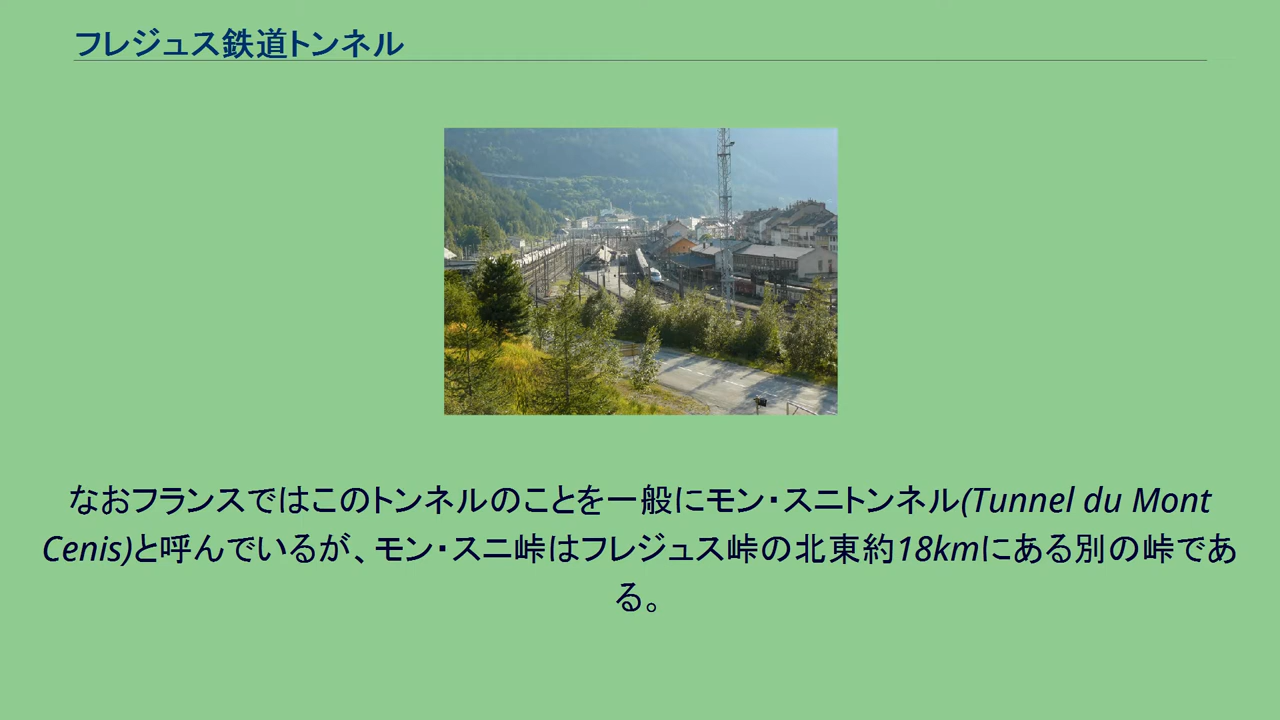 フレジュス鉄道トンネル
なおフランスではこのトンネルのことを一般にモン・スニトンネル(Tunnel du Mont
Cenis)と呼んでいるが、モン・スニ峠はフレジュス峠の北東約18kmにある別の峠であ
る。